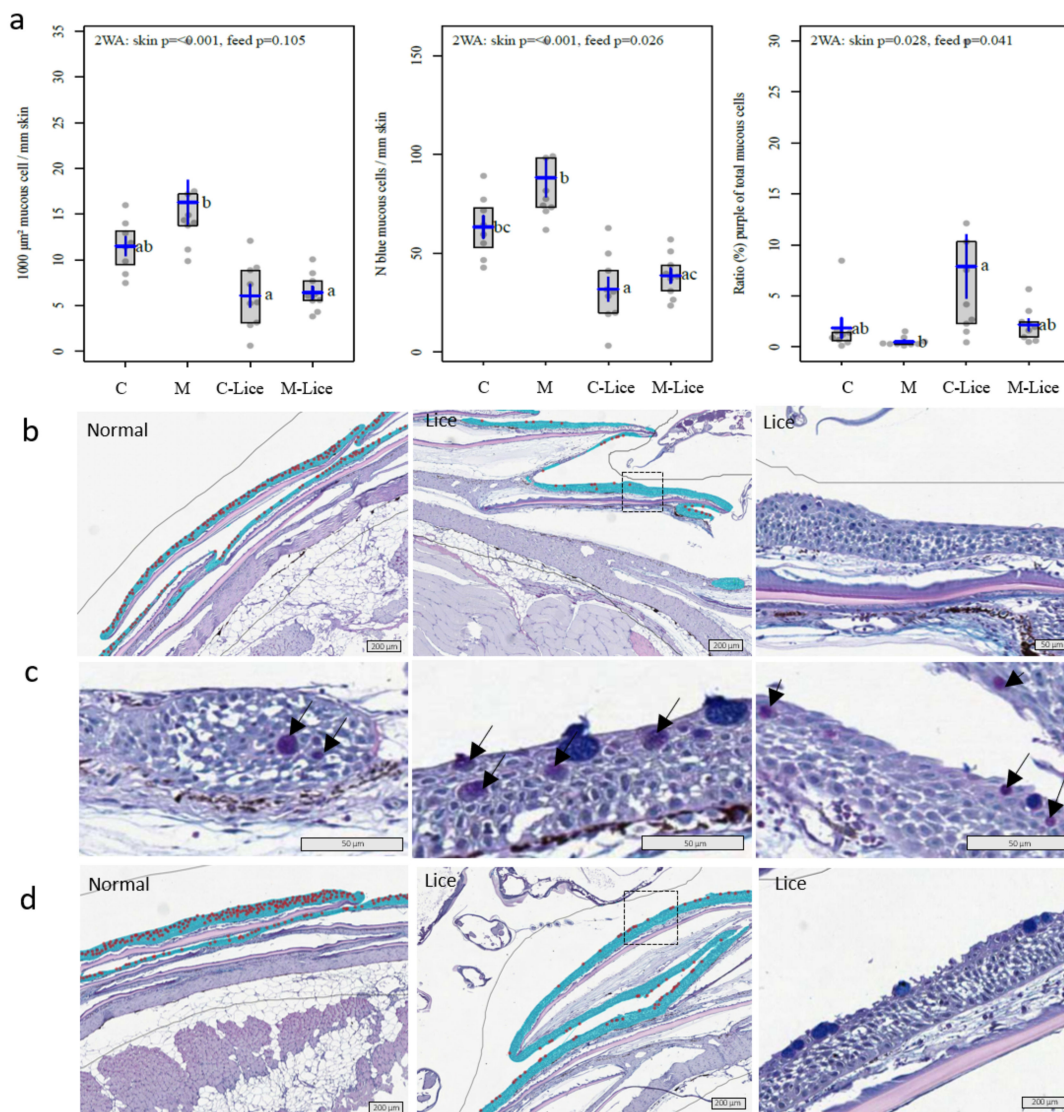 a
2WA: skin p=<0.001, feed p=0.105
1000 µm² mucous cell / mm skin
35
30
25
20
15
10
5
0
ab
b
a
a
C
M
C-Lice
M-Lice
2WA: skin p=<0.001, feed p=0.026
N blue mucous cells / mm skin
150
100
50
0
bc
b
a
ac
C
M
C-Lice
M-Lice
2WA: skin p=0.028, feed p=0.041
Ratio (%) purple of total mucous cells
30
25
20
15
10
5
0
ab
b
a
ab
C
M
C-Lice
M-Lice
b
Normal
200 µm
Lice
200 µm
Lice
50 µm
c
50 µm
50 µm
50 µm
d
Normal
200 µm
Lice
200 µm
Lice
200 µm